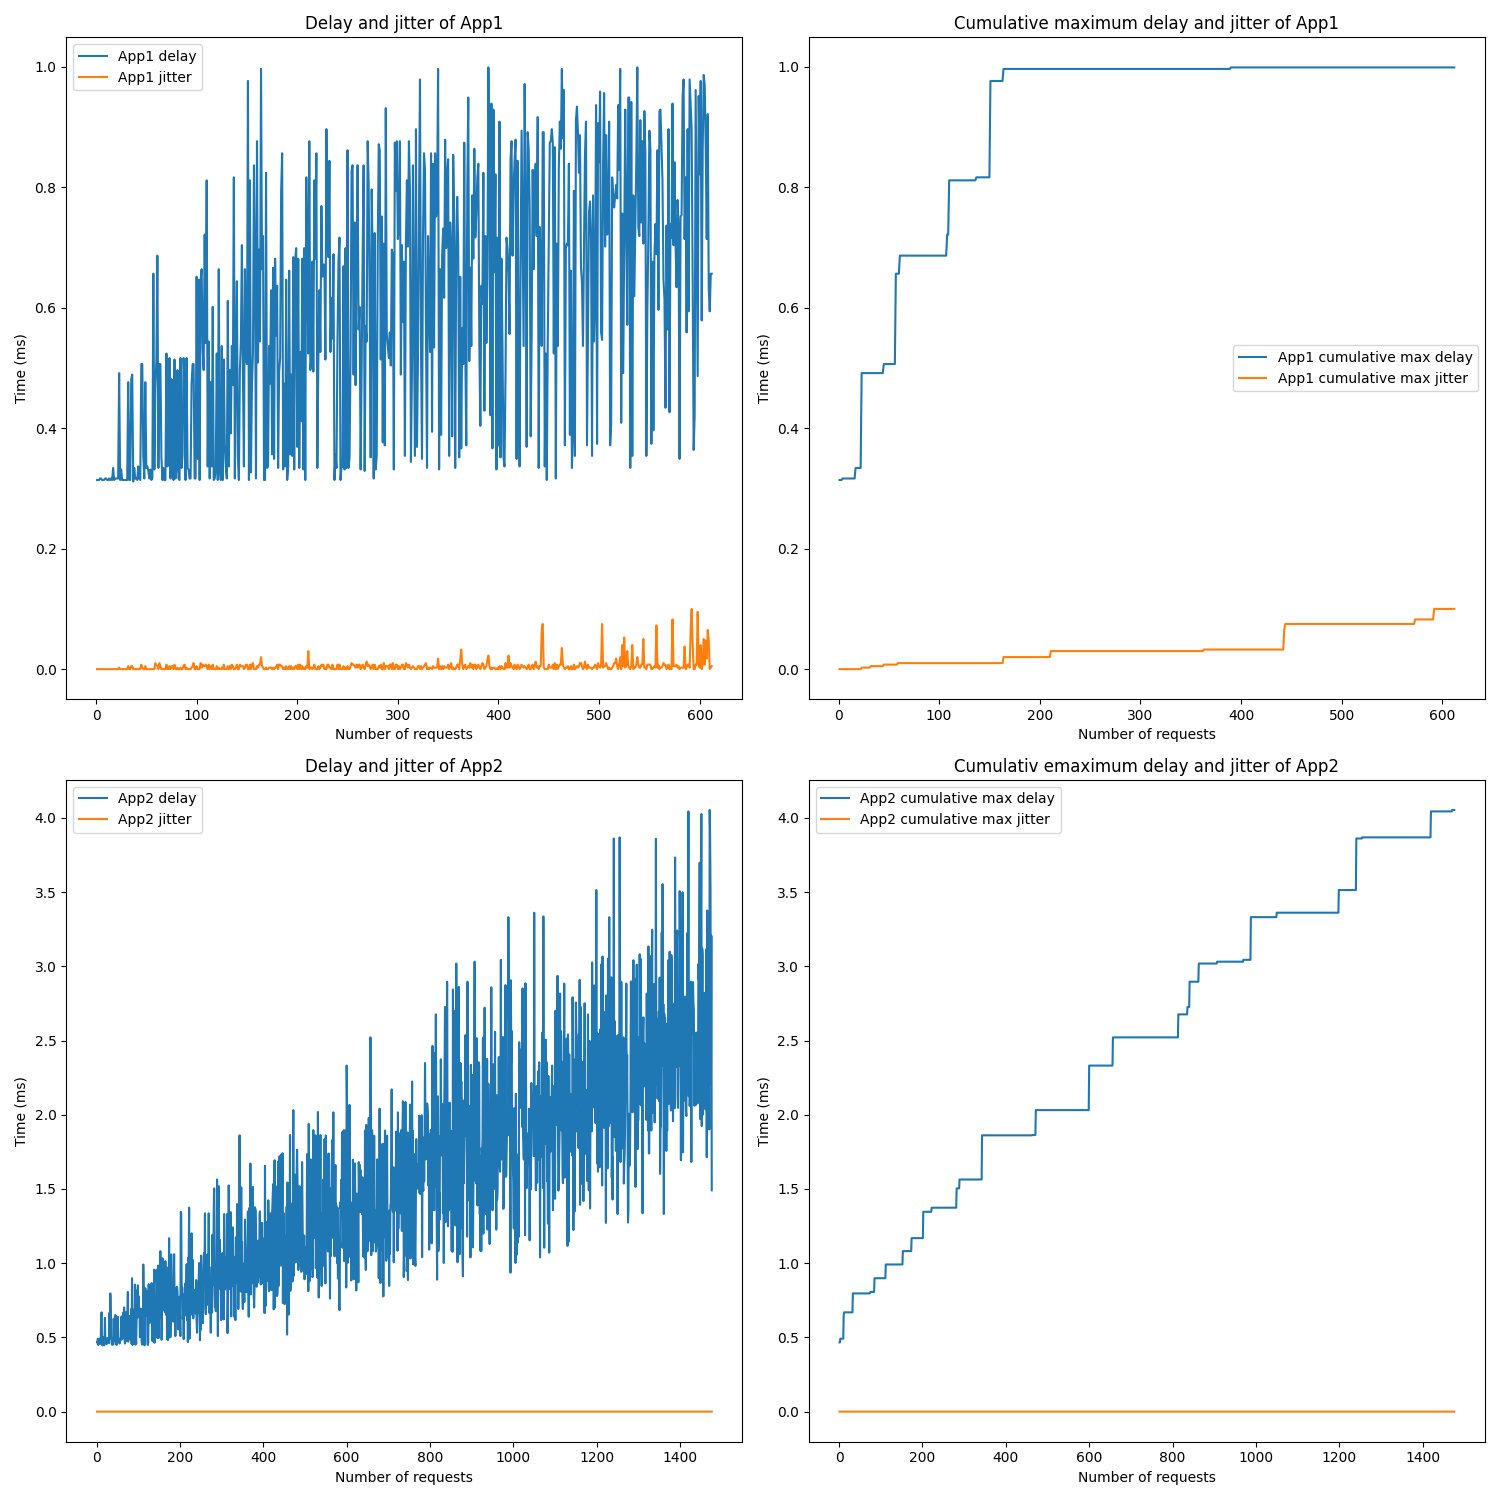 Delay and jitter of App1
App1 delay
App1 jitter
1.0
0.8
0.6
0.4
0.2
0.0
Time (ms)
0 100 200 300 400 500 600
Number of requests
Cumulative maximum delay and jitter of App1
1.0
0.8
0.6
0.4
0.2
0.0
Time (ms)
App1 cumulative max delay
App1 cumulative max jitter
0 100 200 300 400 500 600
Number of requests
Delay and jitter of App2
App2 delay
App2 jitter
4.0
3.5
3.0
2.5
2.0
1.5
1.0
0.5
0.0
Time (ms)
0 200 400 600 800 1000 1200 1400
Number of requests
Cumulativ emaximum delay and jitter of App2
App2 cumulative max delay
App2 cumulative max jitter
4.0
3.5
3.0
2.5
2.0
1.5
1.0
0.5
0.0
Time (ms)
0 200 400 600 800 1000 1200 1400
Number of requests